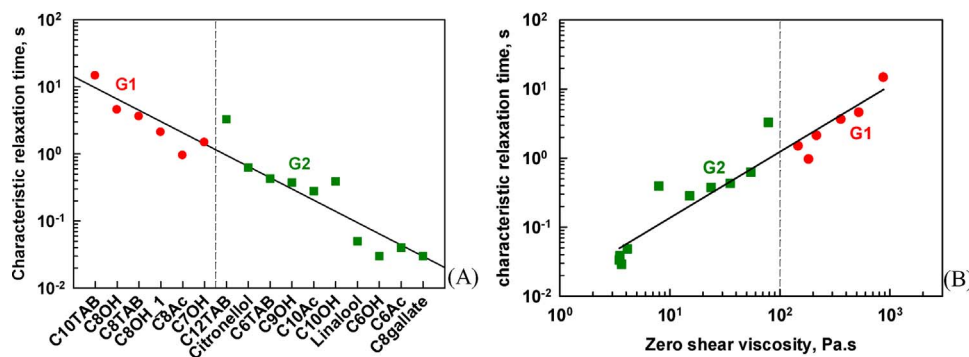 Characteristic relaxation time, s
10²
10¹
10⁰
10⁻¹
10⁻²
G1
G2
C10TAB
C8OH
C8TAB
C8OH_1
C8Ac
C7OH
C12TAB
Citronellol
C6TAB
C9OH
C10Ac
C10OH
Linalool
C6OH
C6Ac
C8gallate
(A)
characteristic relaxation time, s
10²
10¹
10⁰
10⁻¹
10⁻²
G2
G1
10⁰
10¹
10²
10³
Zero shear viscosity, Pa.s
(B)